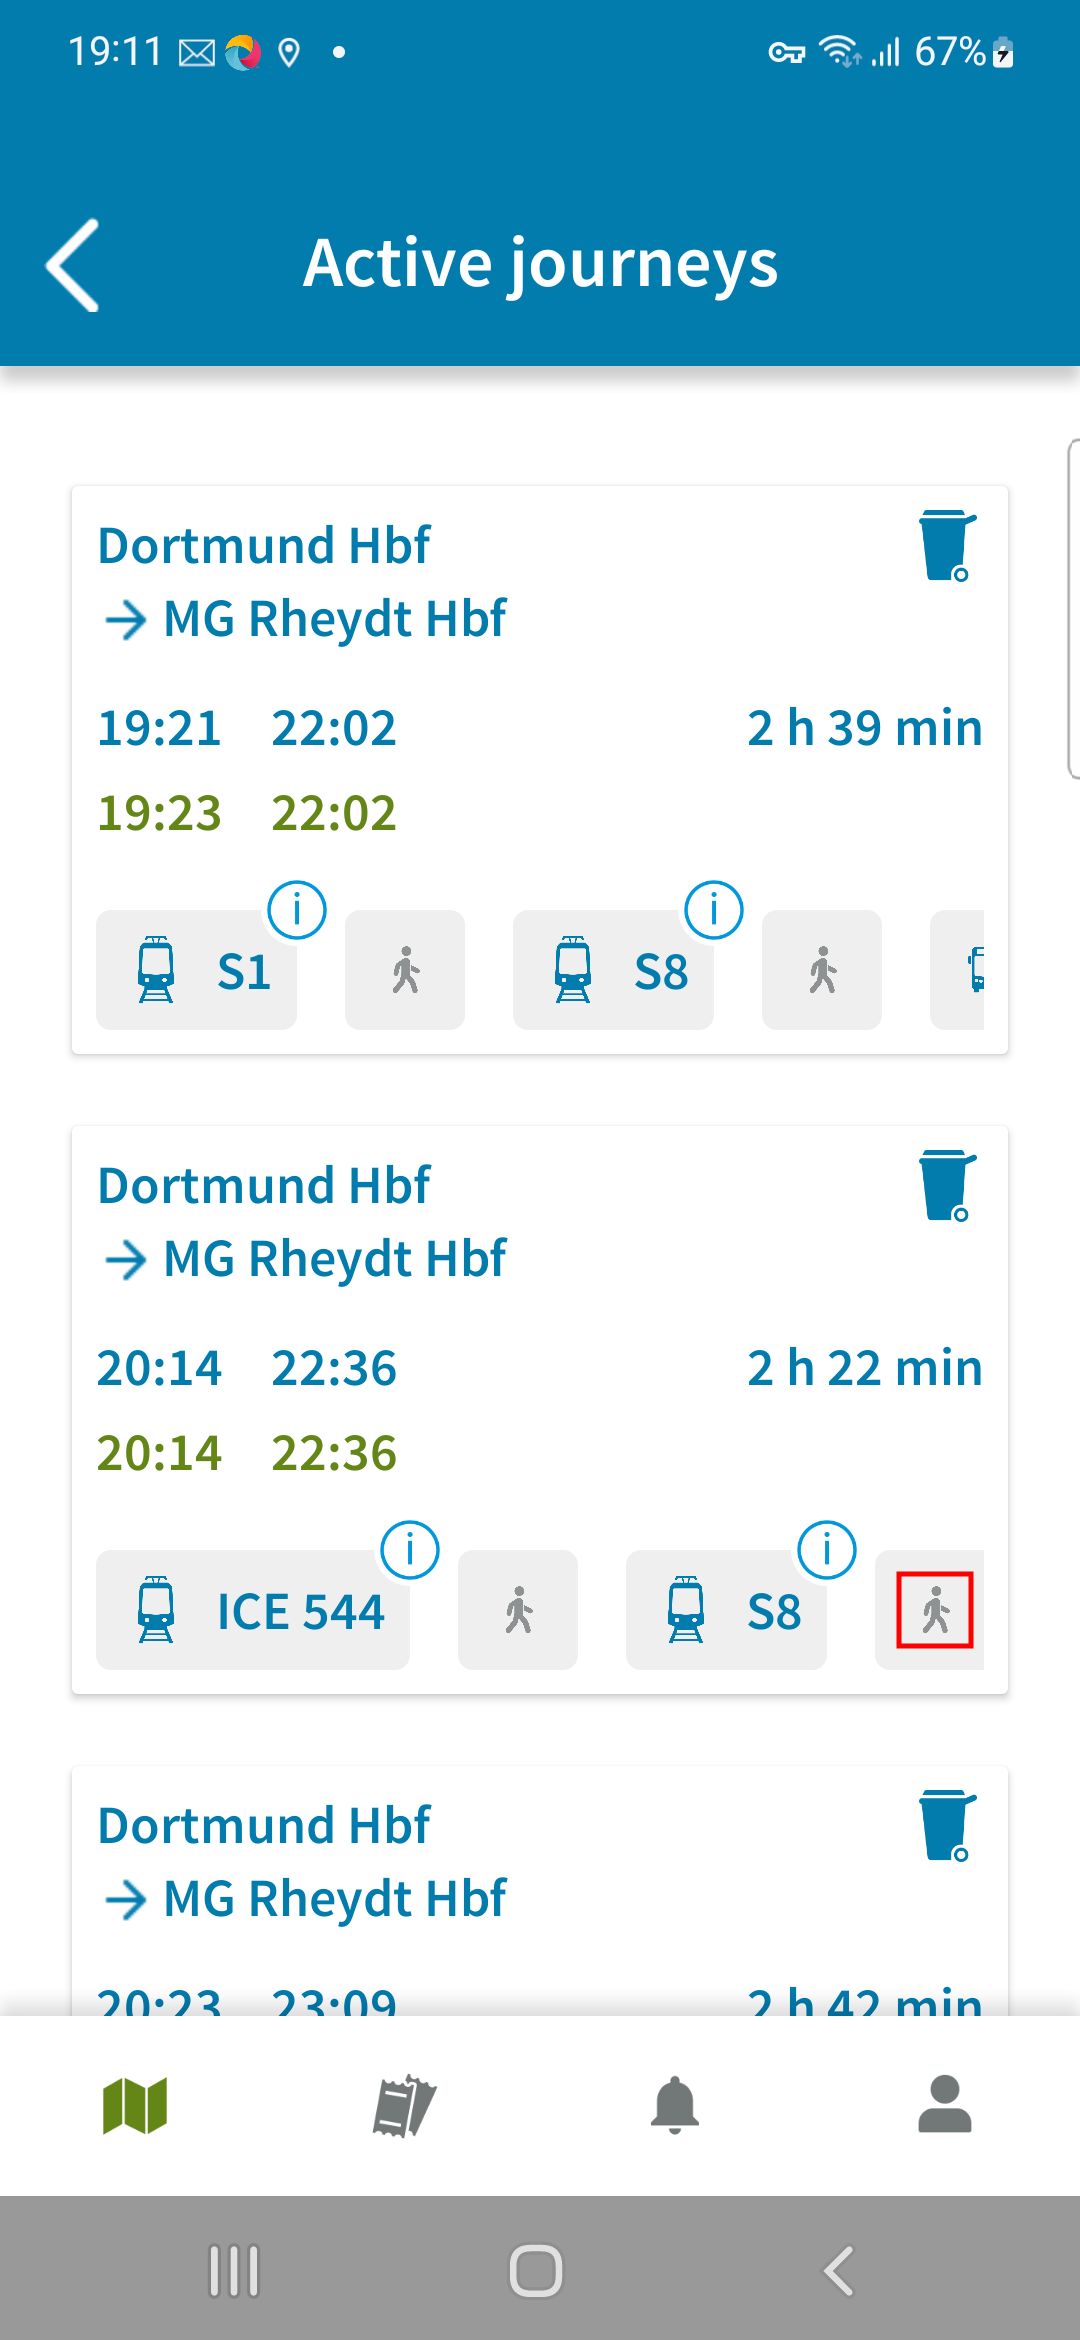 19:11
67%
Active journeys
Dortmund Hbf
→ MG Rheydt Hbf
19:21 22:02 2 h 39 min
19:23 22:02
S1 S8
Dortmund Hbf
→ MG Rheydt Hbf
20:14 22:36 2 h 22 min
20:14 22:36
ICE 544 S8
Dortmund Hbf
→ MG Rheydt Hbf
20:23 23:09 2 h 42 min